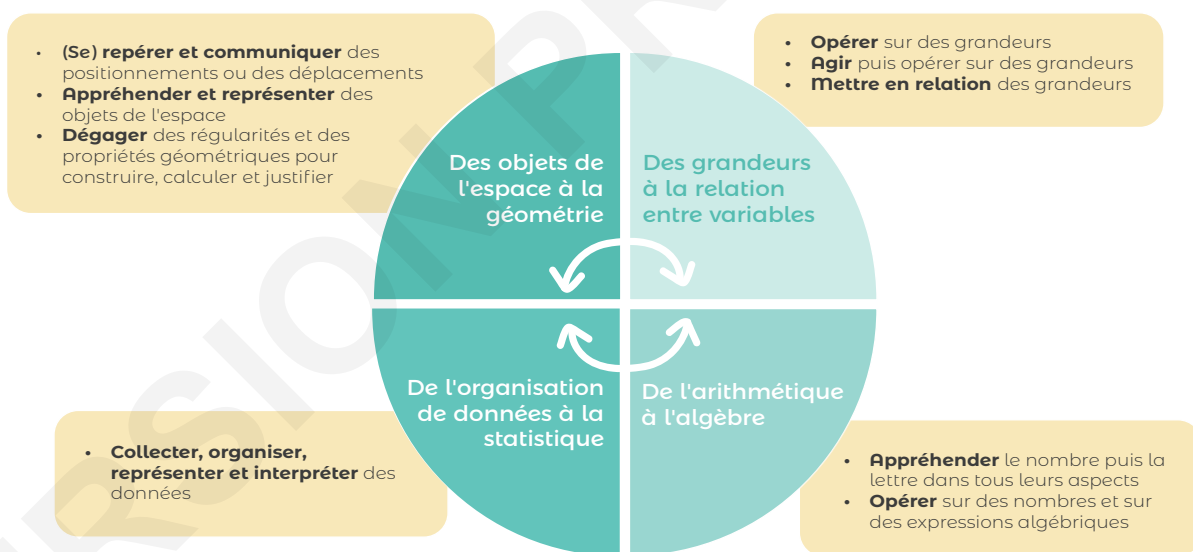 • (Se) repérer et communiquer des
positionnements ou des déplacements
• Appréhender et représenter des
objets de l'espace
• Dégager des régularités et des
propriétés géométriques pour
construire, calculer et justifier
• Opérer sur des grandeurs
• Agir puis opérer sur des grandeurs
• Mettre en relation des grandeurs
Des objets de
l'espace à la
géométrie
Des grandeurs
à la relation
entre variables
De l'organisation
de données à la
statistique
De l'arithmétique
à l'algèbre
• Collecter, organiser,
représenter et interpréter des
données
• Appréhender le nombre puis la
lettre dans tous leurs aspects
• Opérer sur des nombres et sur
des expressions algébriques